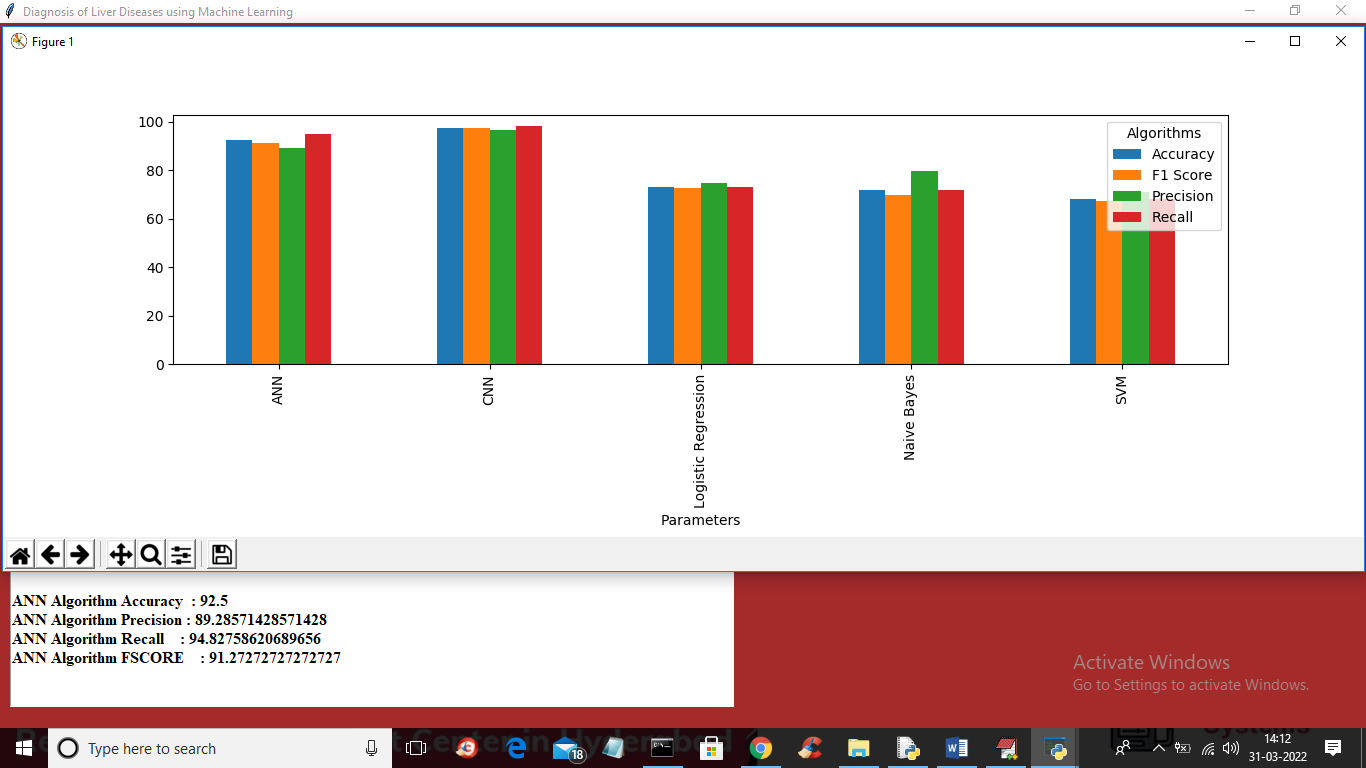 Diagnosis of Liver Diseases using Machine Learning
Figure 1
100
80
60
40
20
0
Algorithms
Accuracy
F1 Score
Precision
Recall
ANN
CNN
Logistic Regression
Naive Bayes
SVM
Parameters
ANN Algorithm Accuracy : 92.5
ANN Algorithm Precision : 89.28571428571428
ANN Algorithm Recall : 94.82758620689656
ANN Algorithm FSCORE : 91.27272727272727
Activate Windows
Go to Settings to activate Windows.
Type here to search
18
14:12
31-03-2022